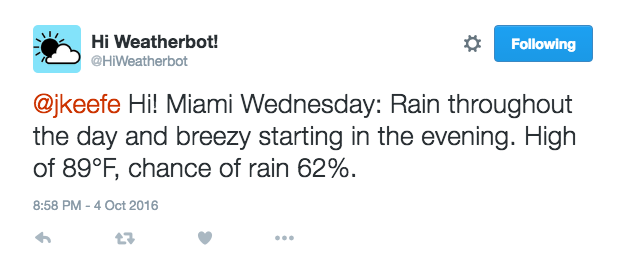 Hi Weatherbot!
@HiWeatherbot
Following
@jkeefe Hi! Miami Wednesday: Rain throughout
the day and breezy starting in the evening. High
of 89°F, chance of rain 62%.
8:58 PM - 4 Oct 2016